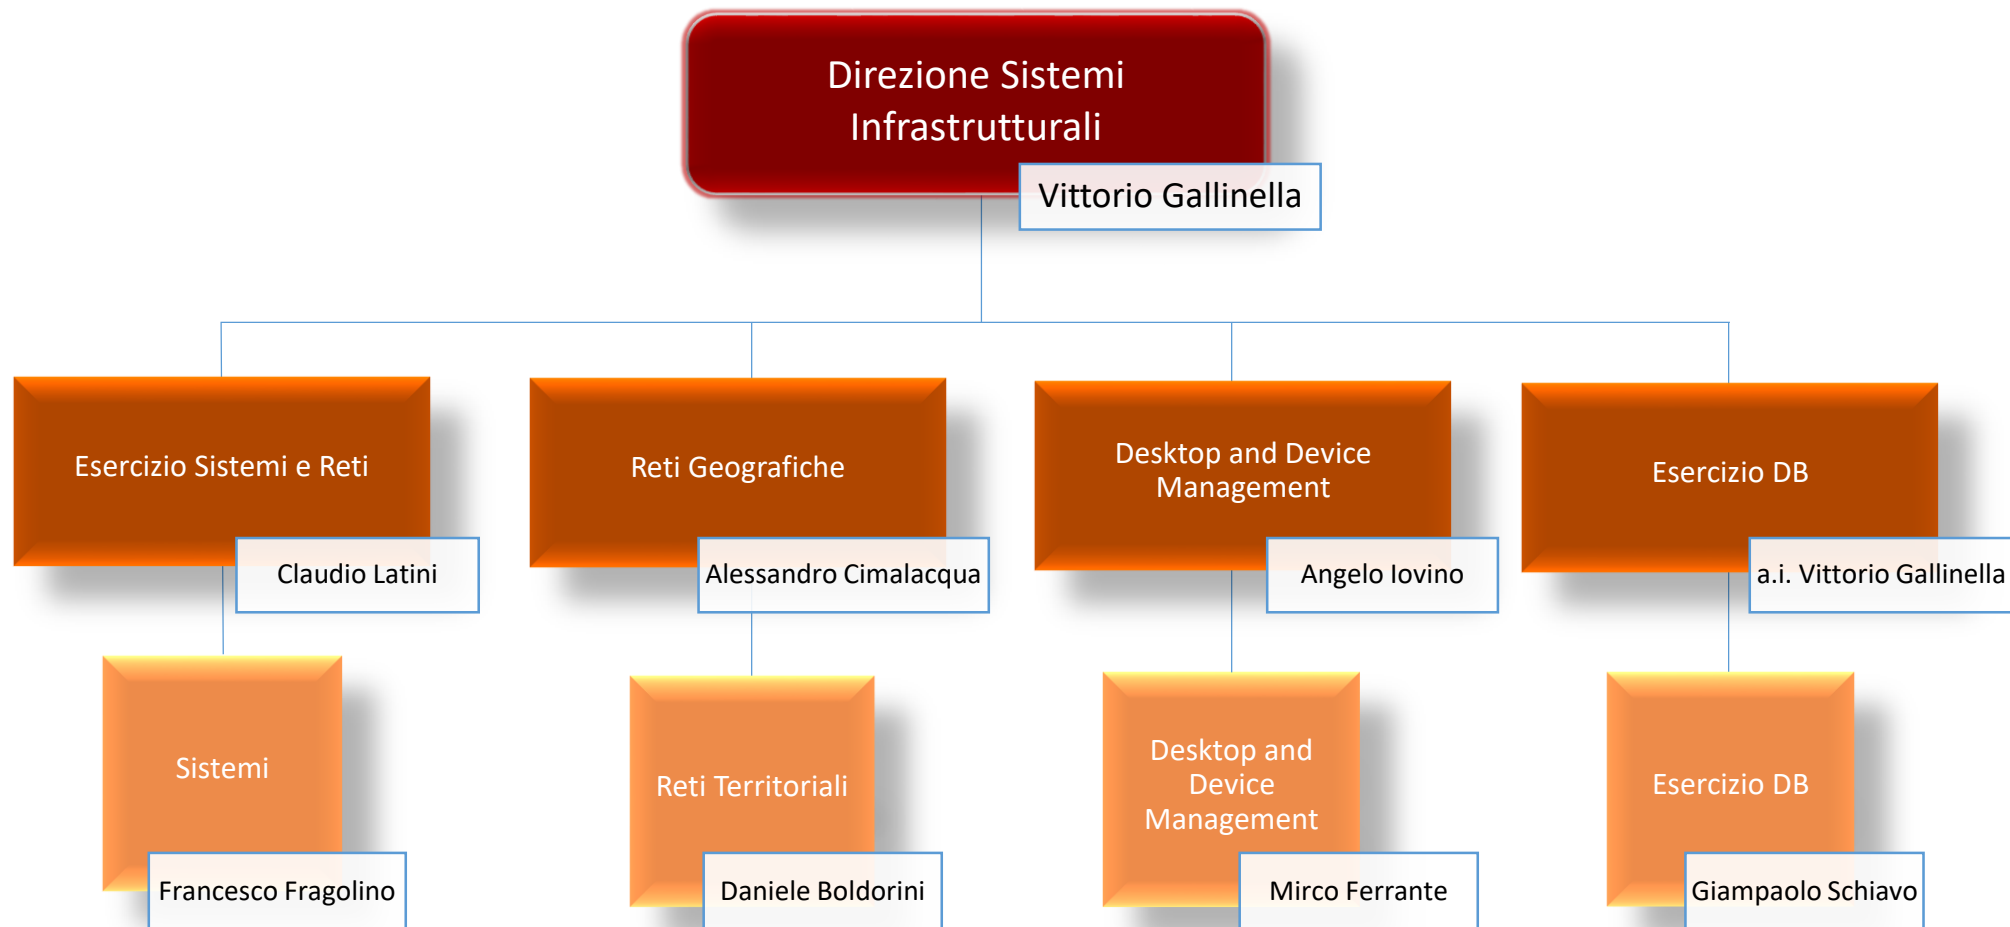 Direzione Sistemi
Infrastrutturali
Vittorio Gallinella
Esercizio Sistemi e Reti
Claudio Latini
Reti Geografiche
Alessandro Cimalacqua
Desktop and Device
Management
Angelo Iovino
Esercizio DB
a.i. Vittorio Gallinella
Sistemi
Francesco Fragolino
Reti Territoriali
Daniele Boldorini
Desktop and
Device
Management
Mirco Ferrante
Esercizio DB
Giampaolo Schiavo